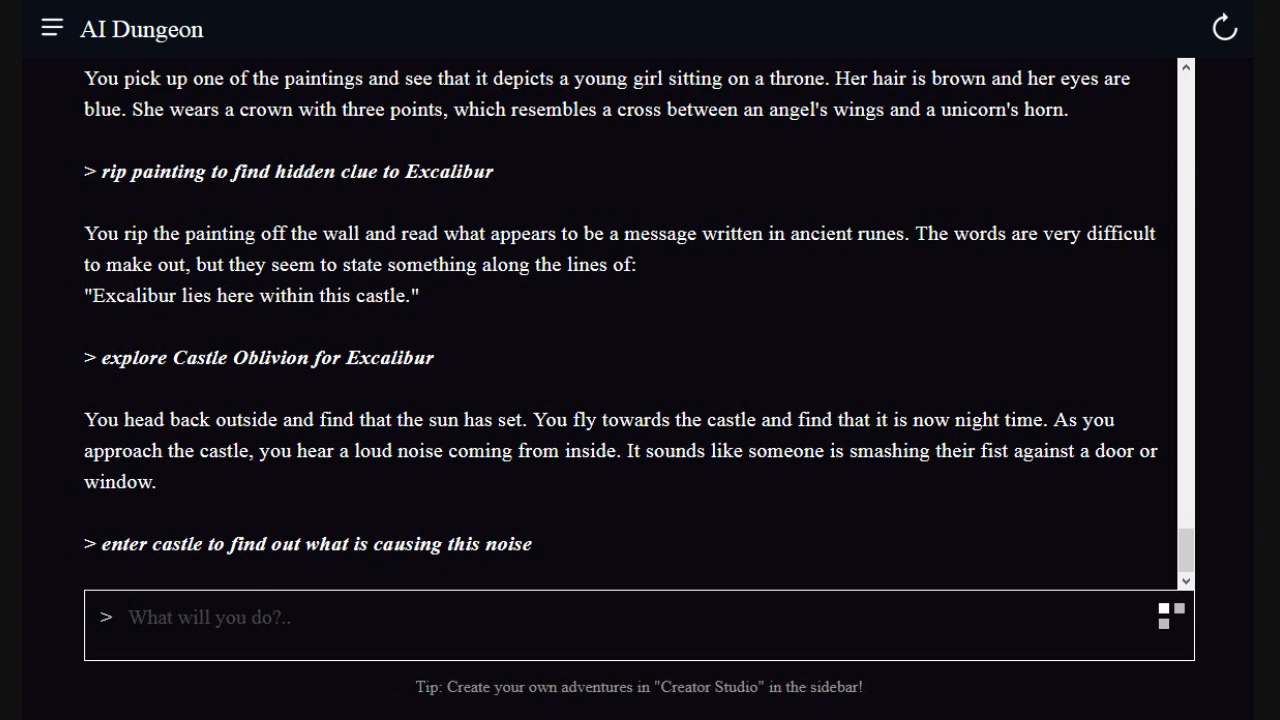 AI Dungeon
You pick up one of the paintings and see that it depicts a young girl sitting on a throne. Her hair is brown and her eyes are
blue. She wears a crown with three points, which resembles a cross between an angel's wings and a unicorn's horn.
> rip painting to find hidden clue to Excalibur
You rip the painting off the wall and read what appears to be a message written in ancient runes. The words are very difficult
to make out, but they seem to state something along the lines of:
"Excalibur lies here within this castle."
> explore Castle Oblivion for Excalibur
You head back outside and find that the sun has set. You fly towards the castle and find that it is now night time. As you
approach the castle, you hear a loud noise coming from inside. It sounds like someone is smashing their fist against a door or
window.
> enter castle to find out what is causing this noise
> What will you do?..
Tip: Create your own adventures in "Creator Studio" in the sidebar!